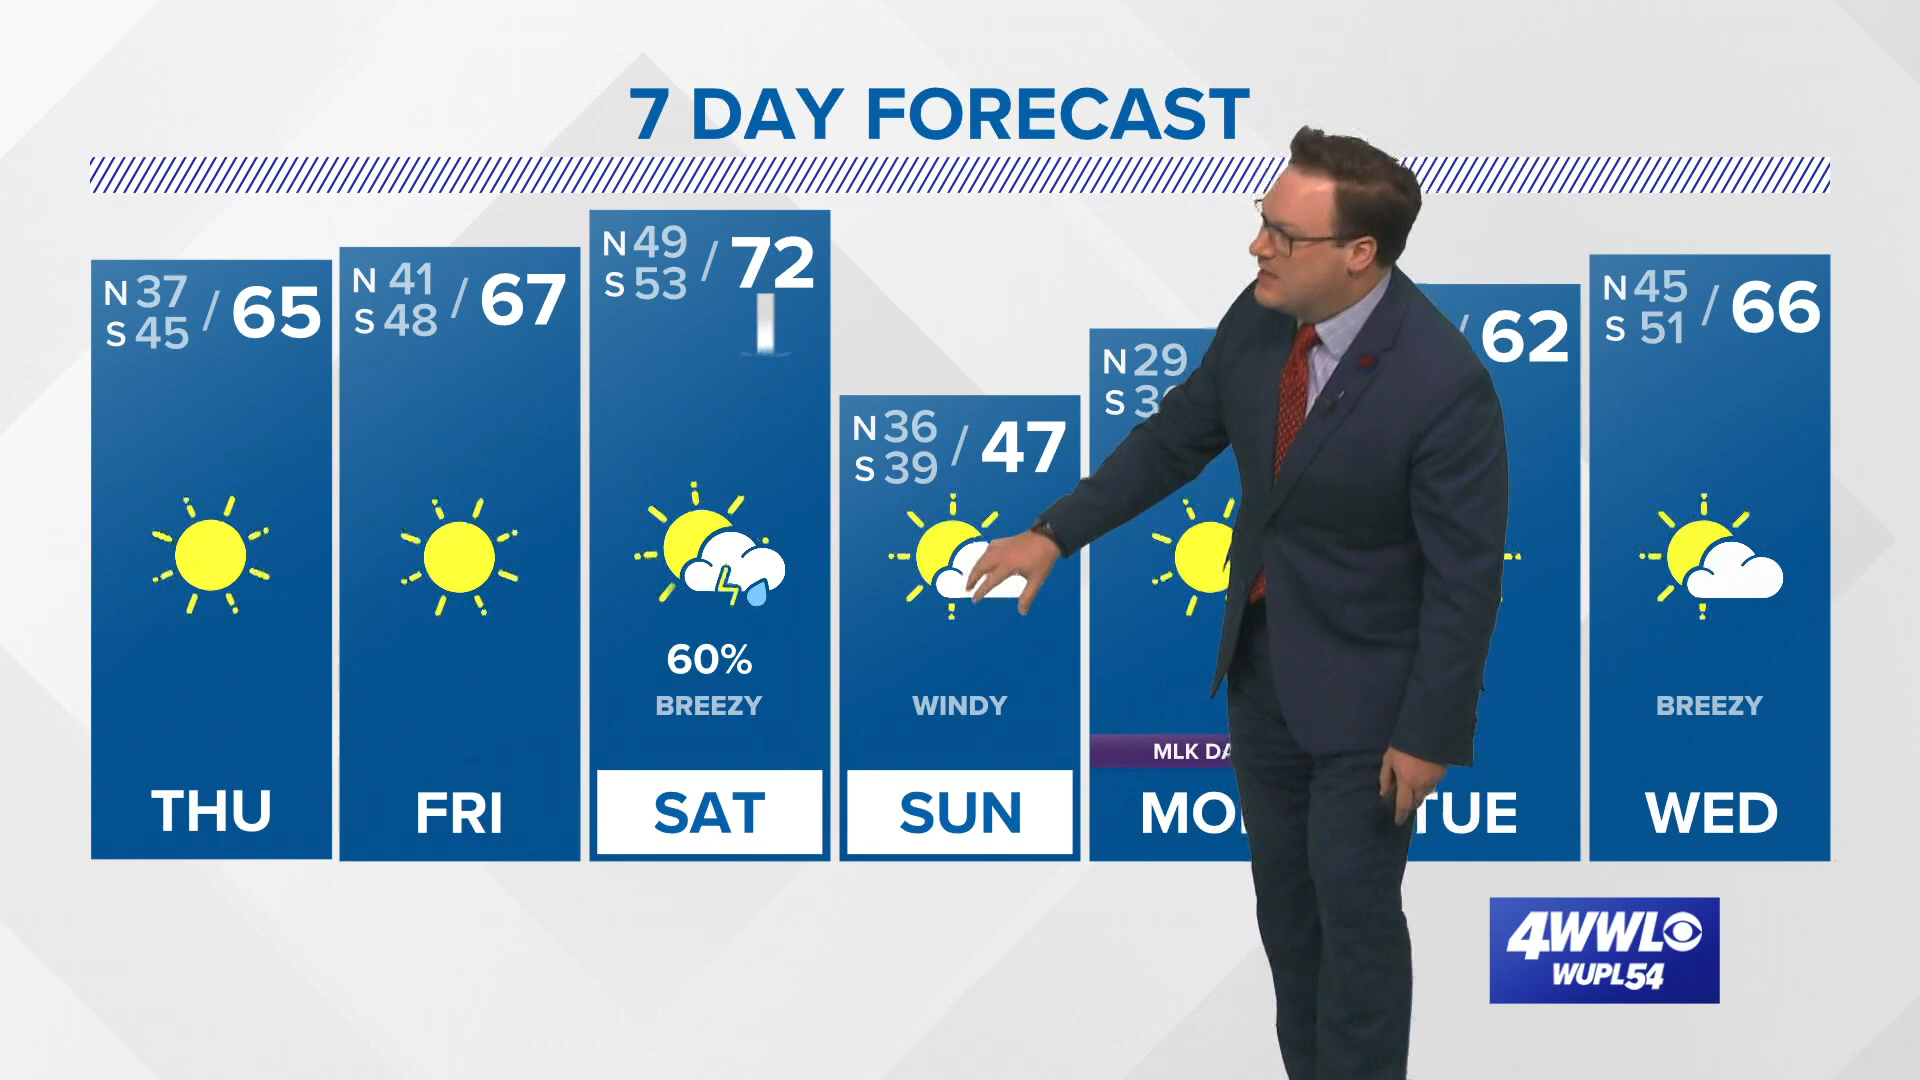 7 DAY FORECAST
N 37 / 65
S 45
N 41 / 67
S 48
N 49 / 72
S 53
N 36 / 47
S 39
N 29
S
/ 62
N 45 / 66
S 51
60%
BREEZY
WINDY
BREEZY
MLK
THU
FRI
SAT
SUN
TUE
WED
4WWL
WUPL54